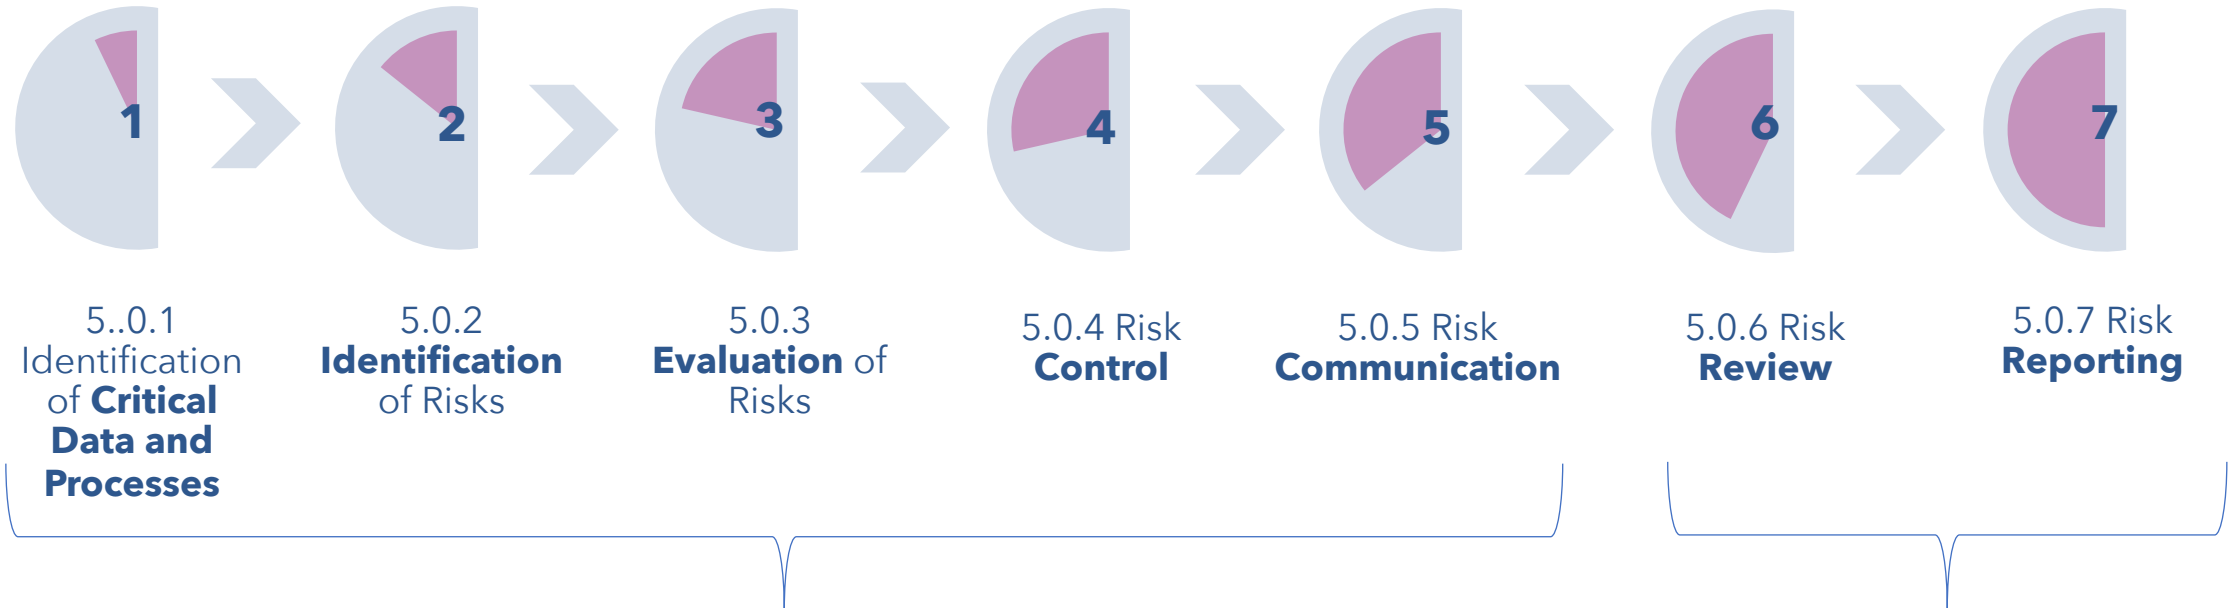 1
2
3
4
5
6
7
5..0.1
Identification
of Critical
Data and
Processes
5.0.2
Identification
of Risks
5.0.3
Evaluation of
Risks
5.0.4 Risk
Control
5.0.5 Risk
Communication
5.0.6 Risk
Review
5.0.7 Risk
Reporting